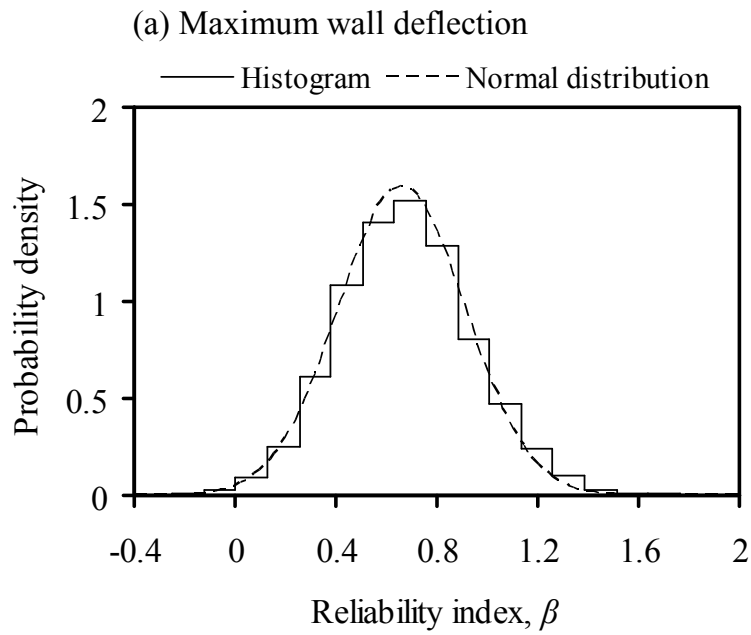 (a) Maximum wall deflection
Histogram Normal distribution
2
1.5
1
0.5
0
Probability density
-0.4 0 0.4 0.8 1.2 1.6 2
Reliability index, β